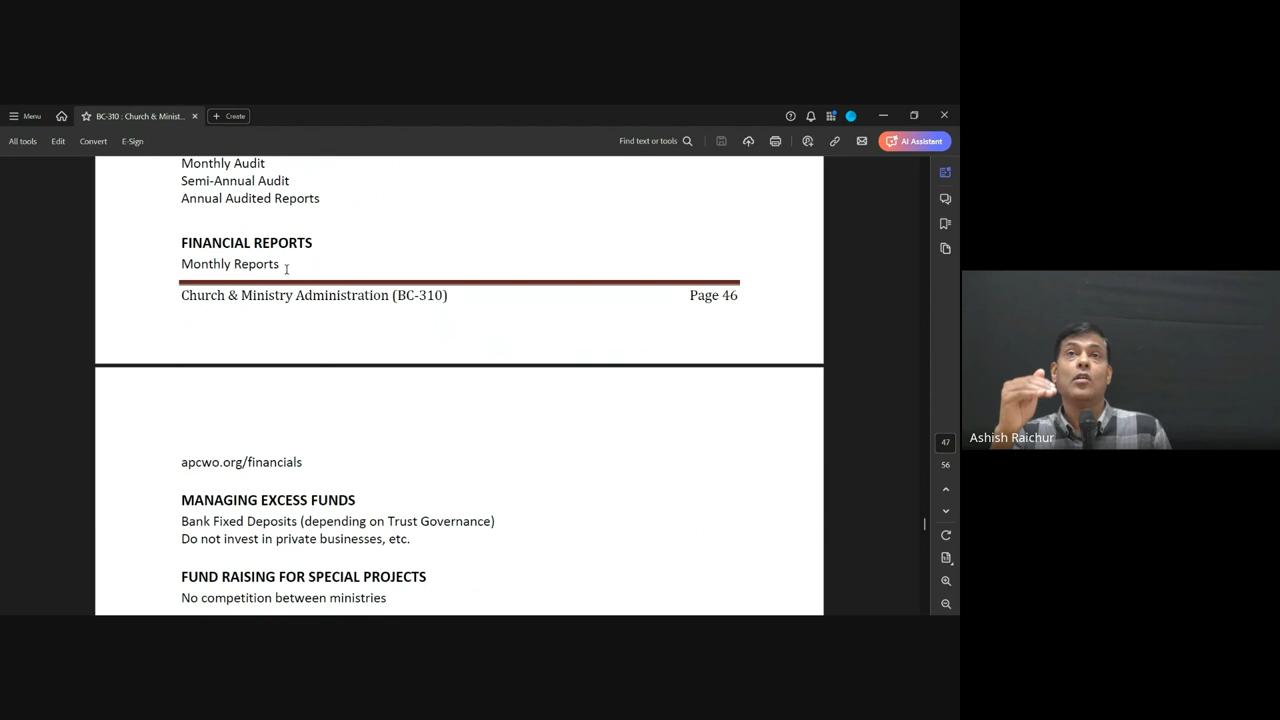 Menu
BC-310 : Church & Minist...
Create
All tools
Edit
Convert
E-Sign
Find text or tools
AI Assistant
Monthly Audit
Semi-Annual Audit
Annual Audited Reports
FINANCIAL REPORTS
Monthly Reports
Church & Ministry Administration (BC-310) Page 46
apcwo.org/financials
MANAGING EXCESS FUNDS
Bank Fixed Deposits (depending on Trust Governance)
Do not invest in private businesses, etc.
FUND RAISING FOR SPECIAL PROJECTS
No competition between ministries
47
56
Ashish Raichur